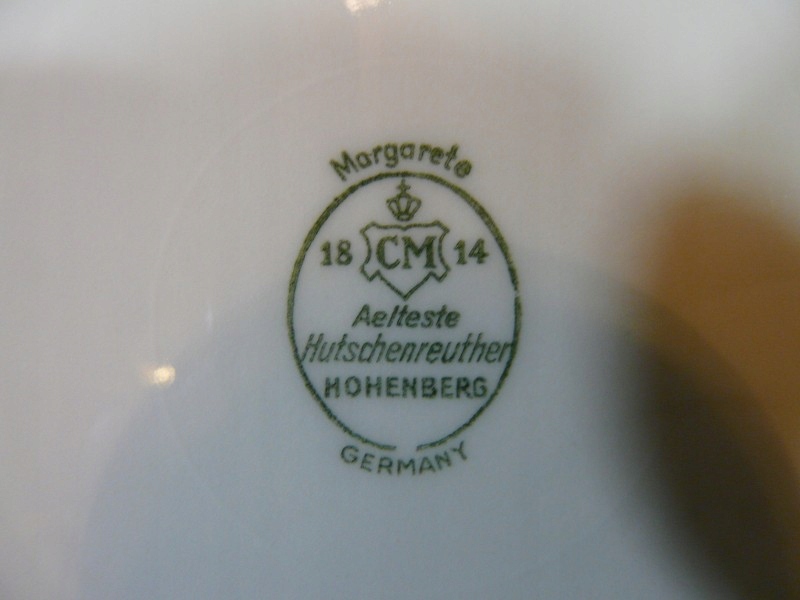 Margarete
18 CM 14
Aelteste
Hutschenreuther
HOHENBERG
GERMANY